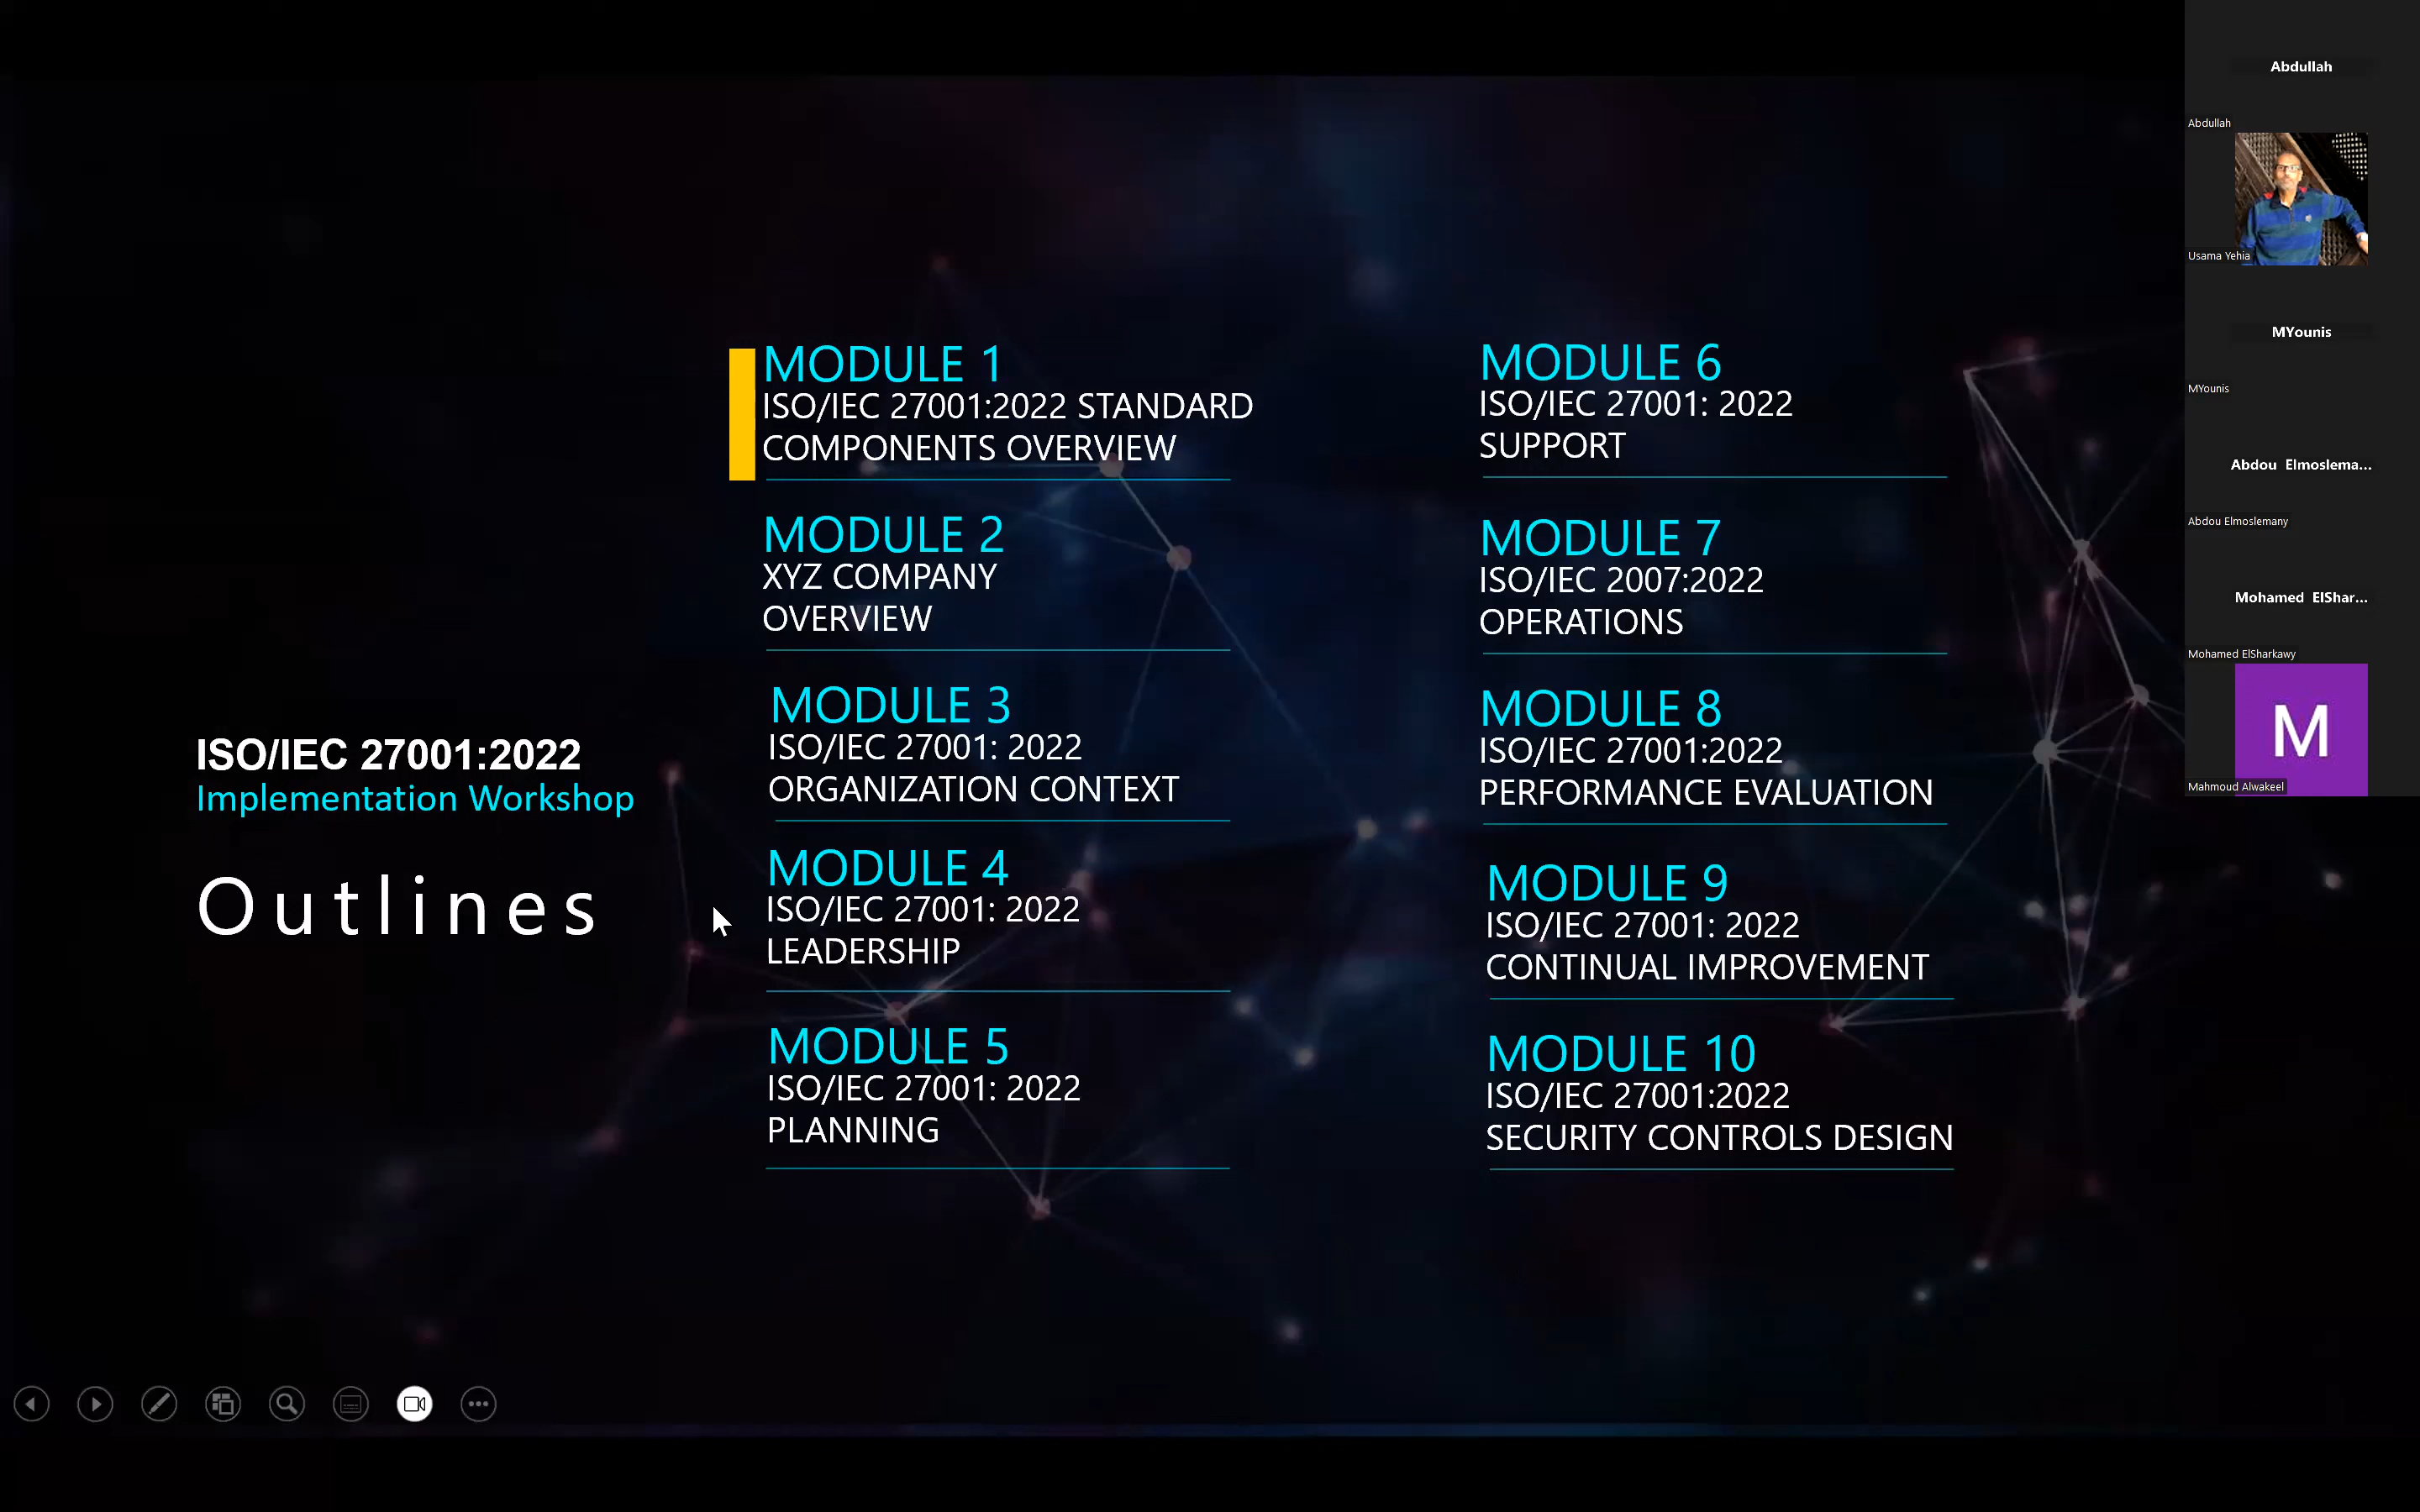 ISO/IEC 27001:2022
Implementation Workshop
Outlines
MODULE 1
ISO/IEC 27001:2022 STANDARD
COMPONENTS OVERVIEW
MODULE 2
XYZ COMPANY
OVERVIEW
MODULE 3
ISO/IEC 27001: 2022
ORGANIZATION CONTEXT
MODULE 4
ISO/IEC 27001: 2022
LEADERSHIP
MODULE 5
ISO/IEC 27001: 2022
PLANNING
MODULE 6
ISO/IEC 27001: 2022
SUPPORT
MODULE 7
ISO/IEC 2007:2022
OPERATIONS
MODULE 8
ISO/IEC 27001:2022
PERFORMANCE EVALUATION
MODULE 9
ISO/IEC 27001: 2022
CONTINUAL IMPROVEMENT
MODULE 10
ISO/IEC 27001:2022
SECURITY CONTROLS DESIGN
Abdullah
Abdullah
Usama Yehia
MYounis
MYounis
Abdou Elmoslema...
Abdou Elmoslemany
Mohamed ElShar...
Mohamed ElSharkawy
M
Mahmoud Alwakeel